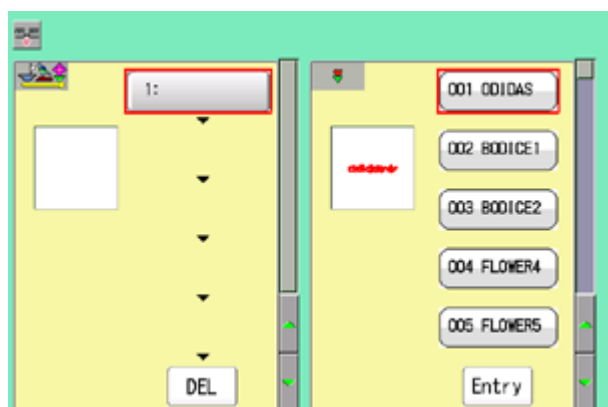 1:
DEL
001 ODIDAS
002 BODICE1
003 BODICE2
004 FLOWER4
005 FLOWER5
Entry